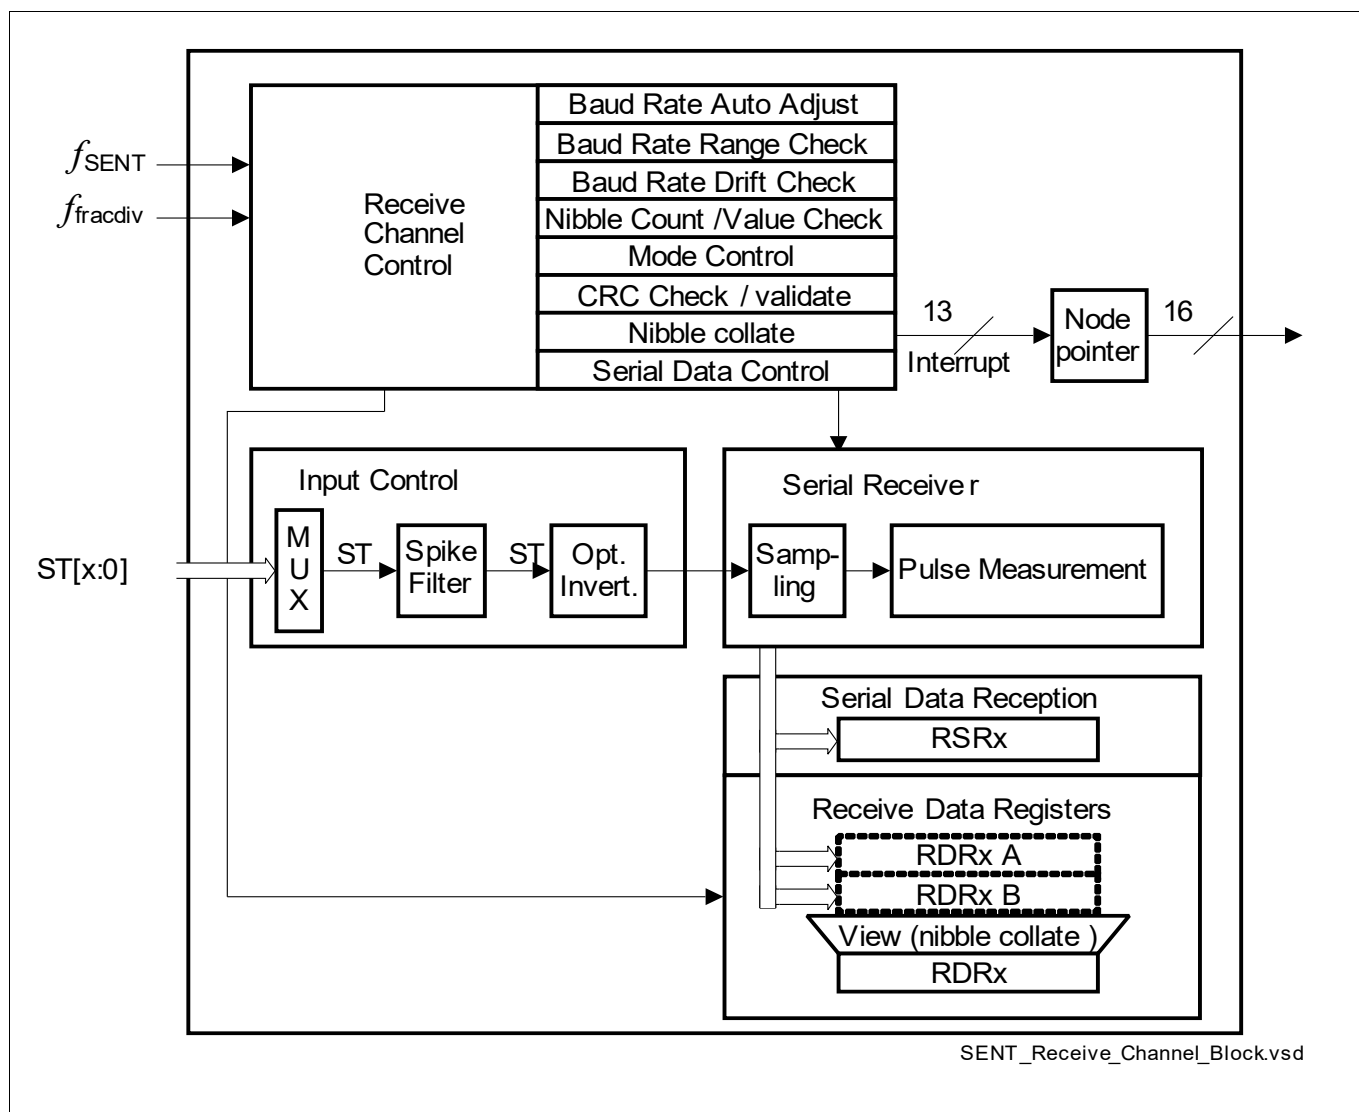 Baud Rate Auto Adjust
Baud Rate Range Check
Baud Rate Drift Check
Nibble Count /Value Check
Mode Control
CRC Check / validate
Nibble collate
Serial Data Control
fSENT
ffracdiv
Receive
Channel
Control
13
Interrupt
Node
pointer
16
Input Control
ST[x:0]
M
U
X
ST
Spike
Filter
ST
Opt.
Invert.
Serial Receiver
Samp-
ling
Pulse Measurement
Serial Data Reception
RSRx
Receive Data Registers
RDRx A
RDRx B
View (nibble collate )
RDRx
SENT_Receive_Channel_Block.vsd